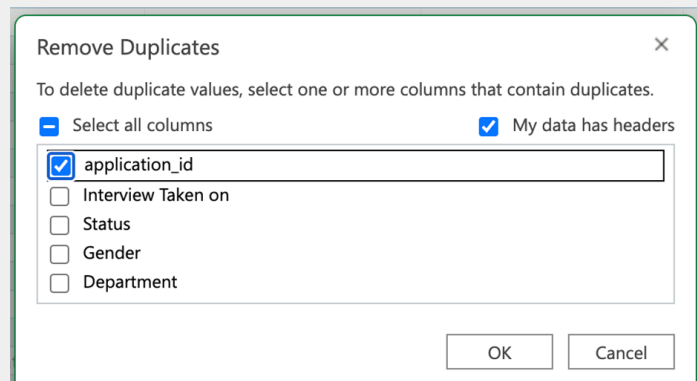 Remove Duplicates
To delete duplicate values, select one or more columns that contain duplicates.
Select all columns My data has headers
application_id
Interview Taken on
Status
Gender
Department
OK Cancel